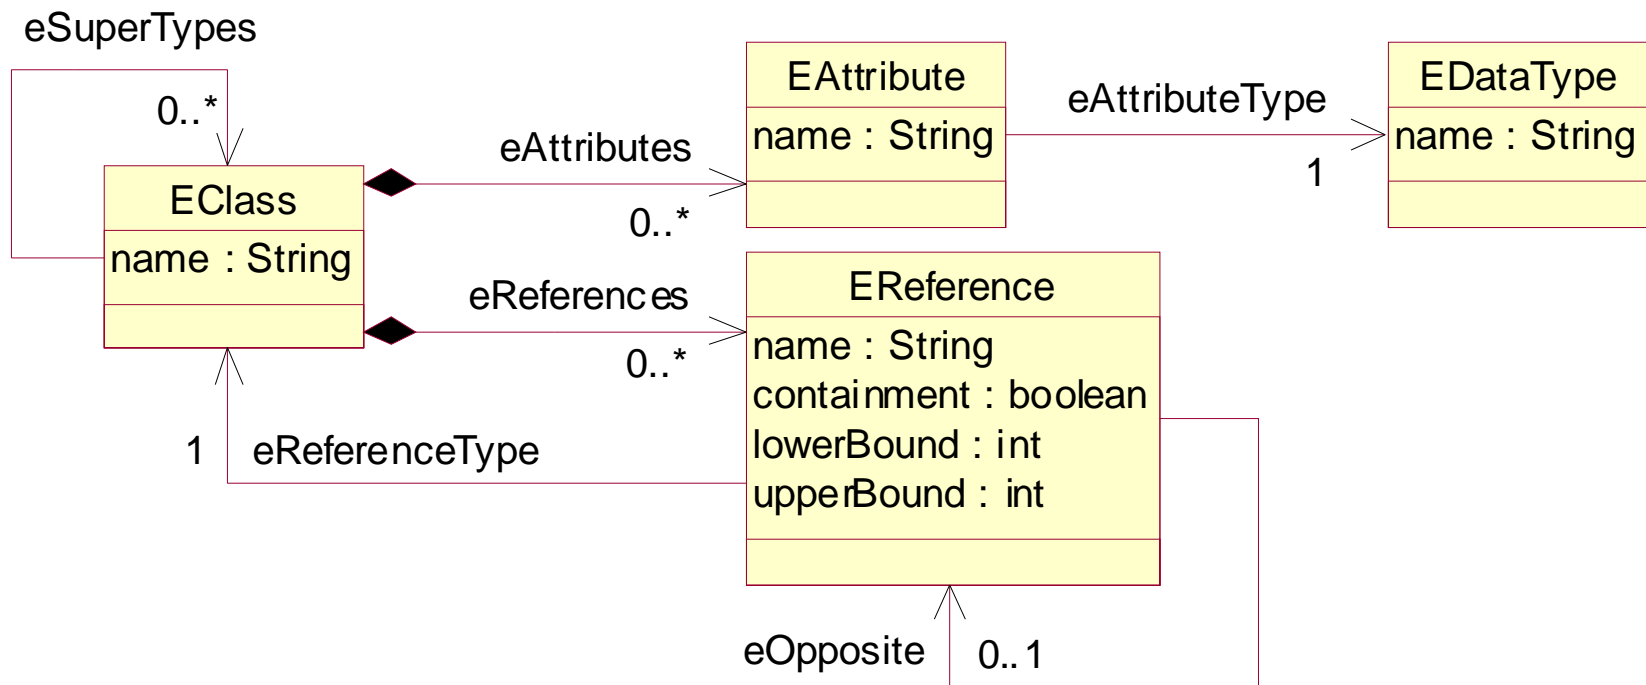 eSuperTypes
0..*
EClass
name : String
eAttributes
0..*
EAttribute
name : String
eAttributeType
1
EDataType
name : String
eReferences
0..*
EReference
name : String
containment : boolean
lowerBound : int
upperBound : int
1
eReferenceType
eOpposite
0..1